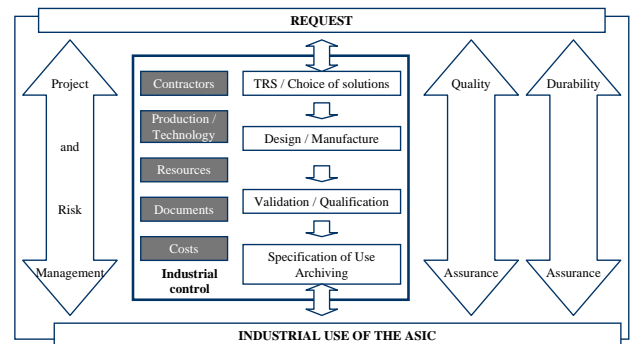 REQUEST
Project
and
Risk
Management
Contractors
Production /
Technology
Resources
Documents
Costs
Industrial
control
TRS / Choice of solutions
Design / Manufacture
Validation / Qualification
Specification of Use
Archiving
Quality
Assurance
Durability
Assurance
INDUSTRIAL USE OF THE ASIC